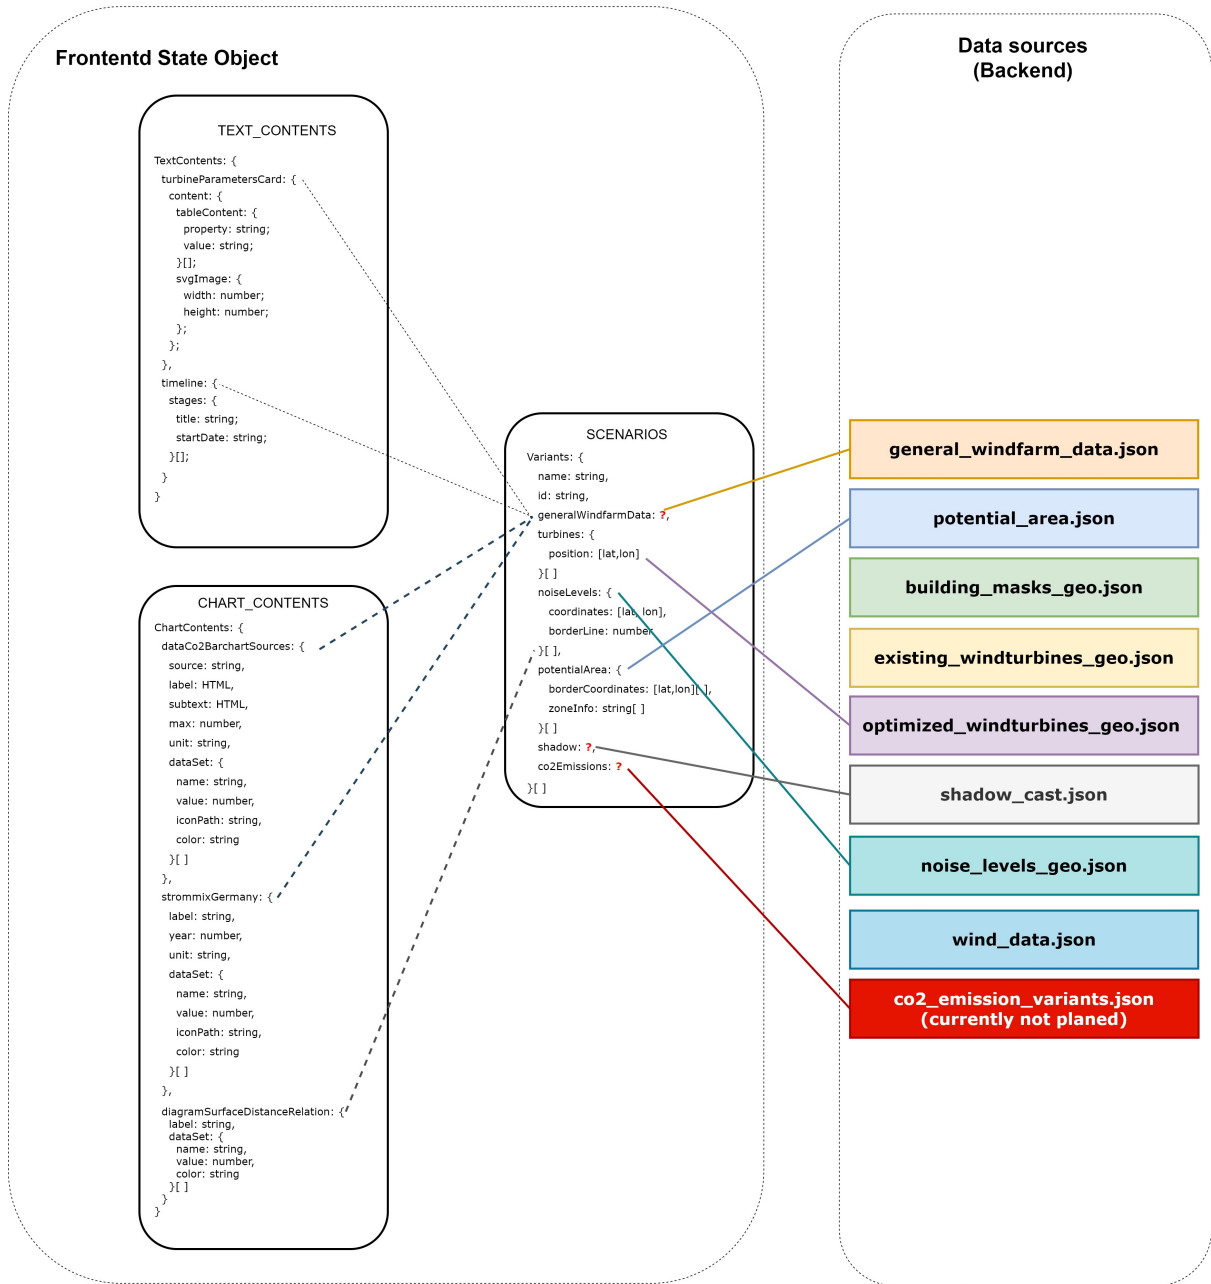 Frontentd State Object
TEXT_CONTENTS
TextContents: {
turbineParametersCard: {
content: {
tableContent: {
property: string;
value: string;
}[];
svgImage: {
width: number;
height: number;
};
};
},
timeline: {
stages: {
title: string;
startDate: string;
}[];
}
}
CHART_CONTENTS
ChartContents: {
dataCo2BarchartSources: {
source: string,
label: HTML,
subtext: HTML,
max: number,
unit: string,
dataSet: {
name: string,
value: number,
iconPath: string,
color: string
}[ ]
},
strommixGermany: {
label: string,
year: number,
unit: string,
dataSet: {
name: string,
value: number,
iconPath: string,
color: string
}[ ]
},
diagramSurfaceDistanceRelation: {
label: string,
dataSet: {
name: string,
value: number,
color: string
}[ ]
}
}
SCENARIOS
Variants: {
name: string,
id: string,
generalWindfarmData: ?,
turbines: {
position: [lat,lon]
}[ ]
noiseLevels: {
coordinates: [lat, lon],
borderLine: number
}[ ],
potentialArea: {
borderCoordinates: [lat,lon][ ],
zoneInfo: string[ ]
}[ ]
shadow: ?,
co2Emissions: ?
}[ ]
Data sources
(Backend)
general_windfarm_data.json
potential_area.json
building_masks_geo.json
existing_windturbines_geo.json
optimized_windturbines_geo.json
shadow_cast.json
noise_levels_geo.json
wind_data.json
co2_emission_variants.json
(currently not planed)